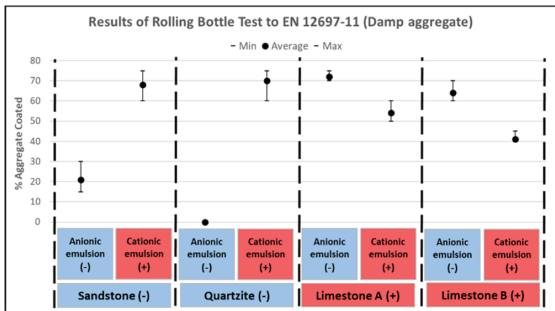 Results of Rolling Bottle Test to EN 12697-11 (Damp aggregate)
– Min ● Average – Max
% Aggregate Coated
80
70
60
50
40
30
20
10
0
Anionic emulsion (-)
Cationic emulsion (+)
Anionic emulsion (-)
Cationic emulsion (+)
Anionic emulsion (-)
Cationic emulsion (+)
Anionic emulsion (-)
Cationic emulsion (+)
Sandstone (-)
Quartzite (-)
Limestone A (+)
Limestone B (+)